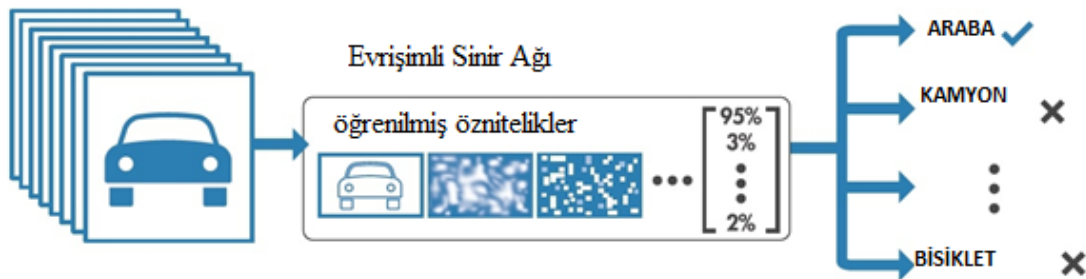 Evrişimli Sinir Ağı
öğrenilmiş öznitelikler
95%
3%
2%
ARABA
KAMYON
BİSİKLET